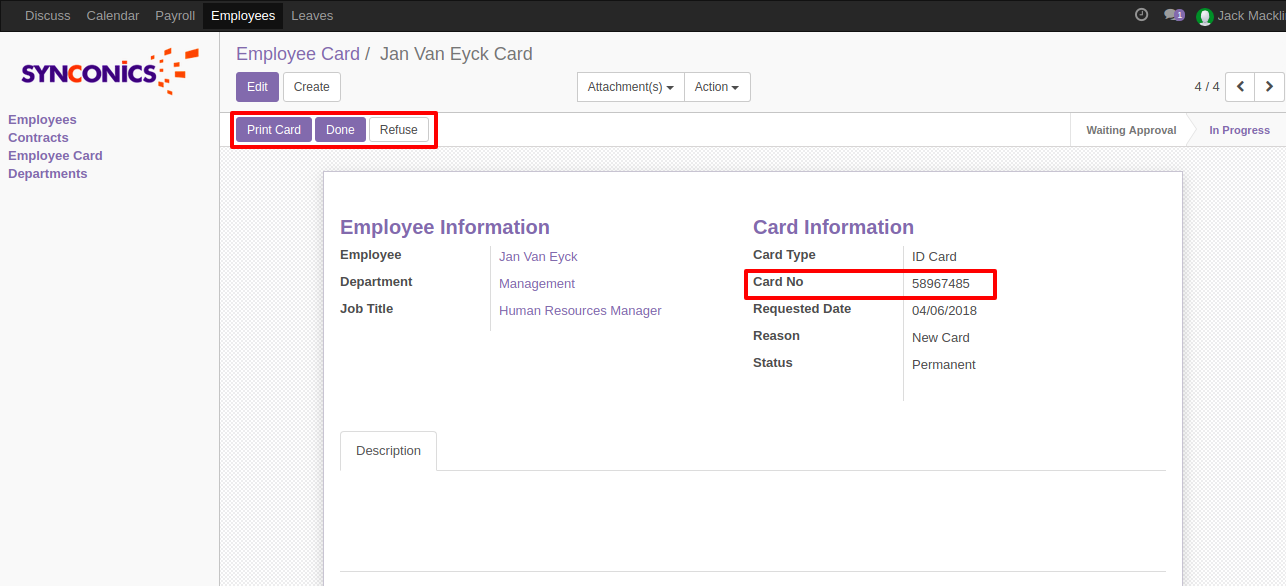 Discuss Calendar Payroll Employees Leaves 1 Jack Mackli
SYNCONiCS
Employees
Contracts
Employee Card
Departments
Employee Card / Jan Van Eyck Card
Edit Create Attachment(s) Action 4 / 4
Print Card Done Refuse Waiting Approval In Progress
Employee Information
Employee Jan Van Eyck
Department Management
Job Title Human Resources Manager
Card Information
Card Type ID Card
Card No 58967485
Requested Date 04/06/2018
Reason New Card
Status Permanent
Description